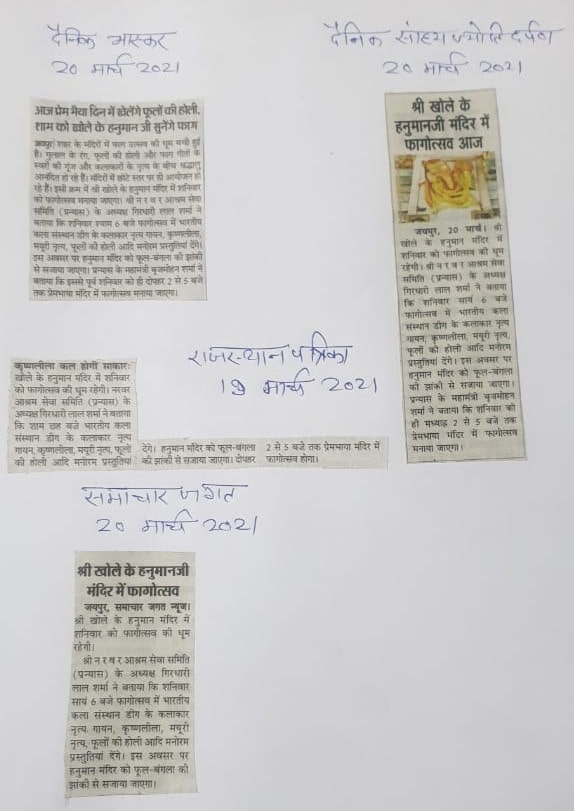 दैनिक भास्कर
20 मार्च 2021
आज प्रेम मैया दिन में खेलेंगे फूलों की होली,
शाम को खोले के हनुमान जी सुनेंगे फाग
जयपुर| शहर के मंदिरों में फाग उत्सव की धूम मची हुई
है। गुलाल के रंग, फूलों की होली और फाग गीतों के
स्वरों की गूंज और कलाकारों के नृत्य के बीच श्रद्धालु
आनंदित हो रहे हैं। मंदिरों में छोटे स्तर पर ही आयोजन हो
रहे हैं। इसी क्रम में श्री खोले के हनुमान मंदिर में शनिवार
को फागोत्सव मनाया जाएगा। श्री न र व र आश्रम सेवा
समिति (प्रन्यास) के अध्यक्ष गिरधारी लाल शर्मा ने
बताया कि शनिवार श्याम 6 बजे फागोत्सव में भारतीय
कला संस्थान डीग के कलाकार नृत्य गायन, कृष्णलीला,
मयूरी नृत्य, फूलों की होली आदि मनोरम प्रस्तुतियां देंगे।
इस अवसर पर हनुमान मंदिर को फूल-बंगला की झांकी
से सजाया जाएगा। प्रन्यास के महामंत्री बृजमोहन शर्मा ने
बताया कि इससे पूर्व शनिवार को ही दोपहर 2 से 5 बजे
तक प्रेमभाया मंदिर में फागोत्सव मनाया जाएगा।
दैनिक सांध्य ज्योति दर्पण
20 मार्च 2021
श्री खोले के
हनुमानजी मंदिर में
फागोत्सव आज
जयपुर, 20 मार्च। श्री
खोले के हनुमान मंदिर में
शनिवार को फागोत्सव की धूम
रहेगी। श्री न र व र आश्रम सेवा
समिति (प्रन्यास) के अध्यक्ष
गिरधारी लाल शर्मा ने बताया
कि शनिवार सायं 6 बजे
फागोत्सव में भारतीय कला
संस्थान डीग के कलाकार नृत्य
गायन, कृष्णलीला, मयूरी नृत्य,
फूलों की होली आदि मनोरम
प्रस्तुतियां देंगे। इस अवसर पर
हनुमान मंदिर को फूल-बंगले
की झांकी से सजाया जाएगा।
प्रन्यास के महामंत्री बृजमोहन
शर्मा ने बताया कि शनिवार को
ही मध्याह्न 2 से 5 बजे तक
प्रेमभाया मंदिर में फागोत्सव
मनाया जाएगा।
राजस्थान पत्रिका
19 मार्च 2021
कृष्णलीला कल होगी साकार:
खोले के हनुमान मंदिर में शनिवार
को फागोत्सव की धूम रहेगी। नरवर
आश्रम सेवा समिति (प्रन्यास) के
अध्यक्ष गिरधारी लाल शर्मा ने बताया
कि शाम छह बजे भारतीय कला
संस्थान डीग के कलाकार नृत्य
गायन, कृष्णलीला, मयूरी नृत्य, फूलों
की होली आदि मनोरम प्रस्तुतियां
देंगे। हनुमान मंदिर को फूल-बंगला
की झांकी से सजाया जाएगा। दोपहर
2 से 5 बजे तक प्रेमभाया मंदिर में
फागोत्सव होगा।
समाचार जगत
20 मार्च 2021
श्री खोले के हनुमानजी
मंदिर में फागोत्सव
जयपुर, समाचार जगत न्यूज।
श्री खोले के हनुमान मंदिर में
शनिवार को फागोत्सव की धूम
रहेगी।
श्री न र व र आश्रम सेवा समिति
(प्रन्यास) के अध्यक्ष गिरधारी
लाल शर्मा ने बताया कि शनिवार
सायं 6 बजे फागोत्सव में भारतीय
कला संस्थान डीग के कलाकार
नृत्य गायन, कृष्णलीला, मयूरी
नृत्य, फूलों की होली आदि मनोरम
प्रस्तुतियां देंगे। इस अवसर पर
हनुमान मंदिर को फूल-बंगला की
झांकी से सजाया जाएगा।